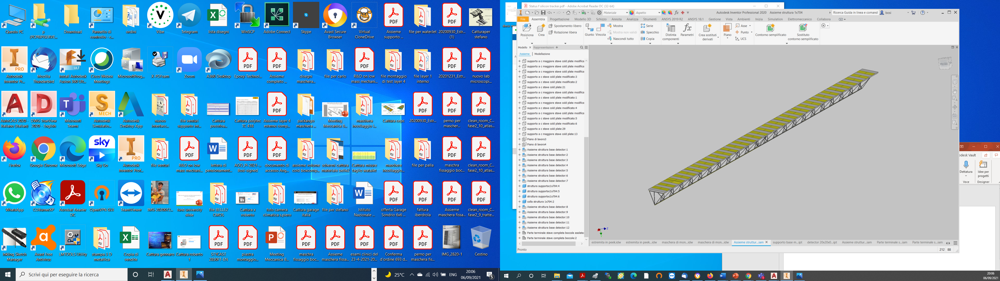 Questo PC
p
(PCPRIPISERVE...
Download
Pannello di
controllo - c...
ordini
Vibe
Telegram
lista disegni
WinSCP
Adobe Connect
Skype
Avast Secure
Browser
Virtual
CloneDrive
Assieme
supporto ...
file per waterJet
20200930_Estr...
(1)
Catturaper
stefano
Autodesk
Inventor Pr...
Mozilla
Thunderbird
Install Autodesk
Fusion 360 Ult...
Cisco Webex
Meetings
MicrosoftProg...
X-PDFsam
Zoom
A360 Desktop
Epoxy-Technol...
Assieme
completo ...
disegni
maschera...
file per carlo
R&D on low
mass mechani...
file montaggio
di test layer 4
file layer 1
interno
20201231_Estr...
nuovo lab
microscopi...
AutoCAD 2020 -
Italiano (Italian)
DWG TrueView
2020 - English
Microsoft
Teams
Autodesk
Simulatio...
Autodesk
Desktop App
nuovo
interfacc...
file venturi
supporto int...
Cattura
pocofoa...
Cattura polytec
TC 418
Assieme layer 4
esterno comp...
packango
maschera ...
Meeting
Meccanica B...
maschera
incollaggio l...
Cattura cepc
20200930_Estr...
perno per
mascher...
clean_room_C...
fase2_10_atlas...
Firefox
Google Chrome
Microsoft Edge
Sky Go
Autodesk
Inventor Prof...
file venturi
R&D on low
mass mechani...
lettera di
pensionament...
AOO_PI-2021-...
Bosi-signed
documento di
accesso Ang...
assieme volume
cold boxcomp...
schermi cattura
materiale belle2
Cattura misure
taglio wataJet
maschere
incollaggio...
file per palla
maschra
fissaggio boc...
clean_room_C...
fase2_10_atlas...
WhatsApp
CDBurnerXP
Acrobat Reader
DC
OpenVPN GUI
TeamViewer
IMG-2020072...
lund university
slide
file BELLE2
CMOS
Cattura x
roberto
foto camera
climatica s.piero
Cattura garage
italia
file per stefano
Istituto
Nazionale ...
offerta Garage
Sondrio 6x6 ...
fattura
iberdrola
Assieme
maschera fissa...
clean_room_C...
fase2_9_tratte...
Inkling Sketch
Manager
Avast Free
Antivirus
LMTOOLS Utility
stampa 3 D
metallica
Copia di
vendite
Cattura gennaro
Cattura roberto
1
STYCAST
2850FT-EN
piastra
montaggio...
Meeting
Meccanica B...
maschra
fissaggio boc...
Assieme
maschera fissa...
esami clinici del
23-4-2021-20...
Conferma
d'ordine 693 d...
perno per
maschera fis...
IMG_2820-1
Cestino
Scrivi qui per eseguire la ricerca
25°C
ENG
20:06
06/09/2021
5
Status f silicon tracker.pdf - Adobe Acrobat Reader DC (32-bit)
Materiale
Aspetto
Autodesk Inventor Professional 2020 Assieme struttura 1x704
Ricerca Guida in linea e comand
bosi
File Assembla Progettazione Modello 3D Schizzo Annota Analizza Strumenti ANSYS 2019 R2 ANSYS 18.1 Gestione Vista Ambienti Inizia Simulation Elettromeccanico Collabora
Posiziona
Crea
Spostamento libero
Rotazione libera
Giunto
Vincola
Mostra
Mostra non validi
Nascondi tutto
Serie
Specchio
Copia
Distinta
componenti
Parametri
Crea sostituti
derivati
Piano
Asse
Punto
UCS
Contorno semplificato
Sostituto
contorno semplificato
Modello
Rappresentazioni
Assieme
Modellazione
supporto a c maggiore stave cold plate modifica
supporto a c maggiore stave cold plate modifica
supporto a c maggiore stave cold plate modifica
supporto a c stave cold plate modificato:3
supporto a c stave cold plate modificato:2
supporto a c stave cold plate:21
supporto a c maggiore stave cold plate modifica
supporto a c stave cold plate modificato:1
supporto a c maggiore stave cold plate modifica
supporto a c stave cold plate modificato:4
supporto a c maggiore stave cold plate modifica
supporto a c stave cold plate modificato:5
supporto a c stave cold plate modificato:6
supporto a c stave cold plate:29
supporto a c maggiore stave cold plate:13
Piano di lavoro3
Piano di lavoro4
Assieme struttura base detector:1
Assieme struttura base detector:2
Assieme struttura base detector:3
Assieme struttura base detector:4
Assieme struttura base detector:5
Assieme struttura base detector:6
Assieme struttura base detector:7
struttura supportoc1x704:4
struttura supportoc1x704:5
struttura supportoc1x704:6
colla struttura 1x704:2
Assieme struttura base detector:8
Assieme struttura base detector:9
Assieme struttura base detector:10
Assieme struttura base detector:11
Assieme struttura base detector:12
Parte terminale stave completa boccole asolata:
Parte terminale stave completa boccole:2
DESTRA
Z
estremita in peek.idw
estremita in peek...idw
maschera di mon...idw
maschera di mon...idw
Assieme struttur...iam
supporto base m...ipt
detector 20x20x0...ipt
Assieme struttur...iam
Parte terminale s...iam
Parte terminale s...iam
Pronto
212 88
odesk Vault
Dettatura
Voce
Idee per
progetti
Designer
20:06
06/09/2021